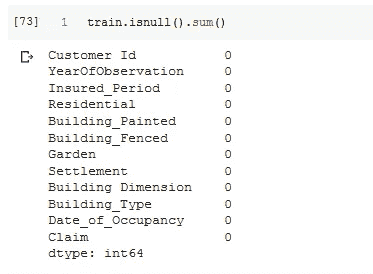 [73] 1 train.isnull().sum()
Customer Id 0
YearOfObservation 0
Insured_Period 0
Residential 0
Building_Painted 0
Building_Fenced 0
Garden 0
Settlement 0
Building Dimension 0
Building_Type 0
Date_of_Occupancy 0
Claim 0
dtype: int64